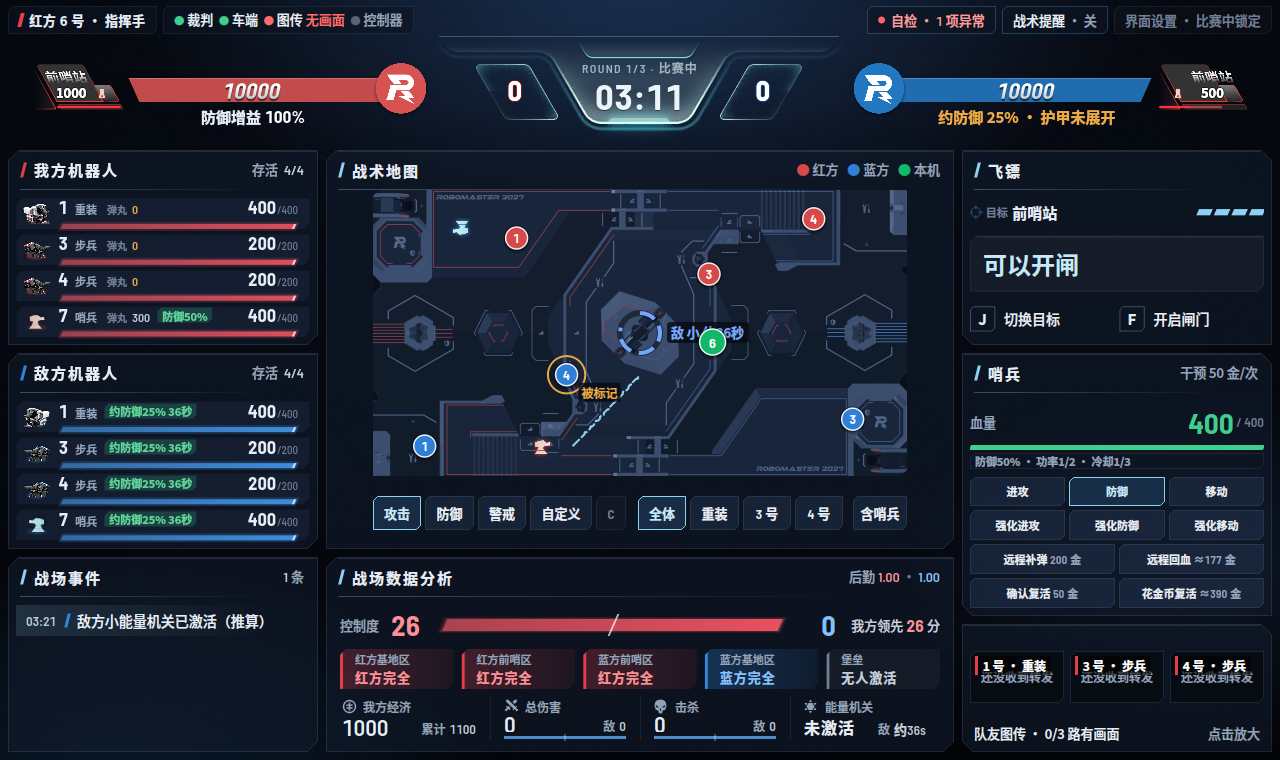 红方 6 号 · 指挥手
裁判 车端 图传 无画面 控制器
自检 · 1 项异常
战术提醒 · 关
界面设置 · 比赛中锁定
前哨站
1000
10000
防御增益 100%
0
ROUND 1/3 · 比赛中
03:11
0
10000
约防御 25% · 护甲未展开
前哨站
500
我方机器人
存活 4/4
1 重装 弹丸 0 400/400
3 步兵 弹丸 0 200/200
4 步兵 弹丸 0 200/200
7 哨兵 弹丸 300 防御50% 400/400
敌方机器人
存活 4/4
1 重装 约防御25% 36秒 400/400
3 步兵 约防御25% 36秒 200/200
4 步兵 约防御25% 36秒 200/200
7 哨兵 约防御25% 36秒 400/400
战场事件
1 条
03:21 敌方小能量机关已激活（推算）
战术地图
红方 蓝方 本机
ROBOMASTER 2027
1
4
3
6
4
被标记
3
1
ROBOMASTER 2027
攻击 防御 警戒 自定义 C 全体 重装 3 号 4 号 含哨兵
战场数据分析
后勤 1.00 · 1.00
控制度 26
0 我方领先 26 分
红方基地区
红方完全
红方前哨区
红方完全
蓝方前哨区
红方完全
蓝方基地区
蓝方完全
堡垒
无人激活
我方经济
1000 累计 1100
总伤害
0 敌 0
击杀
0 敌 0
能量机关
未激活 敌 约36s
飞镖
目标 前哨站
可以开闸
J 切换目标
F 开启闸门
哨兵
干预 50 金/次
血量 400 / 400
防御50% · 功率1/2 · 冷却1/3
进攻 防御 移动
强化进攻 强化防御 强化移动
远程补弹 200 金 远程回血 ≈177 金
确认复活 50 金 花金币复活 ≈390 金
1 号 · 重装
还没收到转发
3 号 · 步兵
还没收到转发
4 号 · 步兵
还没收到转发
队友图传 · 0/3 路有画面
点击放大